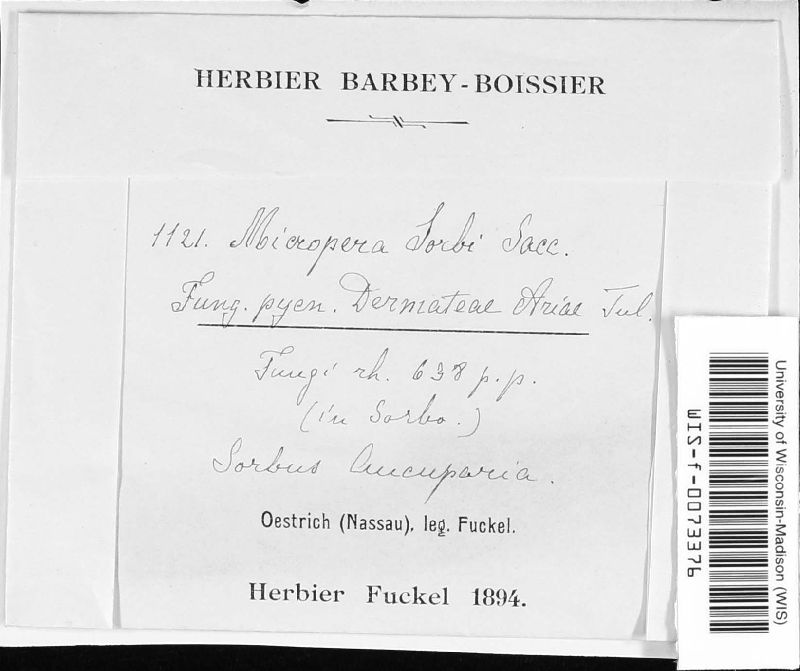 HERBIER BARBEY-BOISSIER
1121. Micropera Sorbi Sacc.
Fung. pycn. Dermateae Ariae Tul.
Fungi rh. 638 p.p.
(in Sorbo.)
Sorbus Aucuparia.
Oestrich (Nassau), leg. Fuckel.
Herbier Fuckel 1894.
University of Wisconsin-Madison (WIS)
WIS-f-0073376